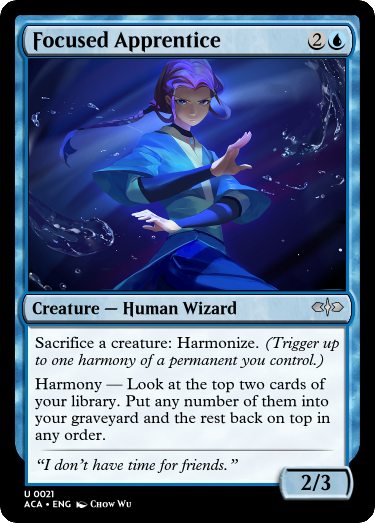 Focused Apprentice 2
Creature — Human Wizard
Sacrifice a creature: Harmonize. (Trigger up
to one harmony of a permanent you control.)
Harmony — Look at the top two cards of
your library. Put any number of them into
your graveyard and the rest back on top in
any order.
“I don’t have time for friends.”
2/3
U 0021
ACA • ENG Chow Wu